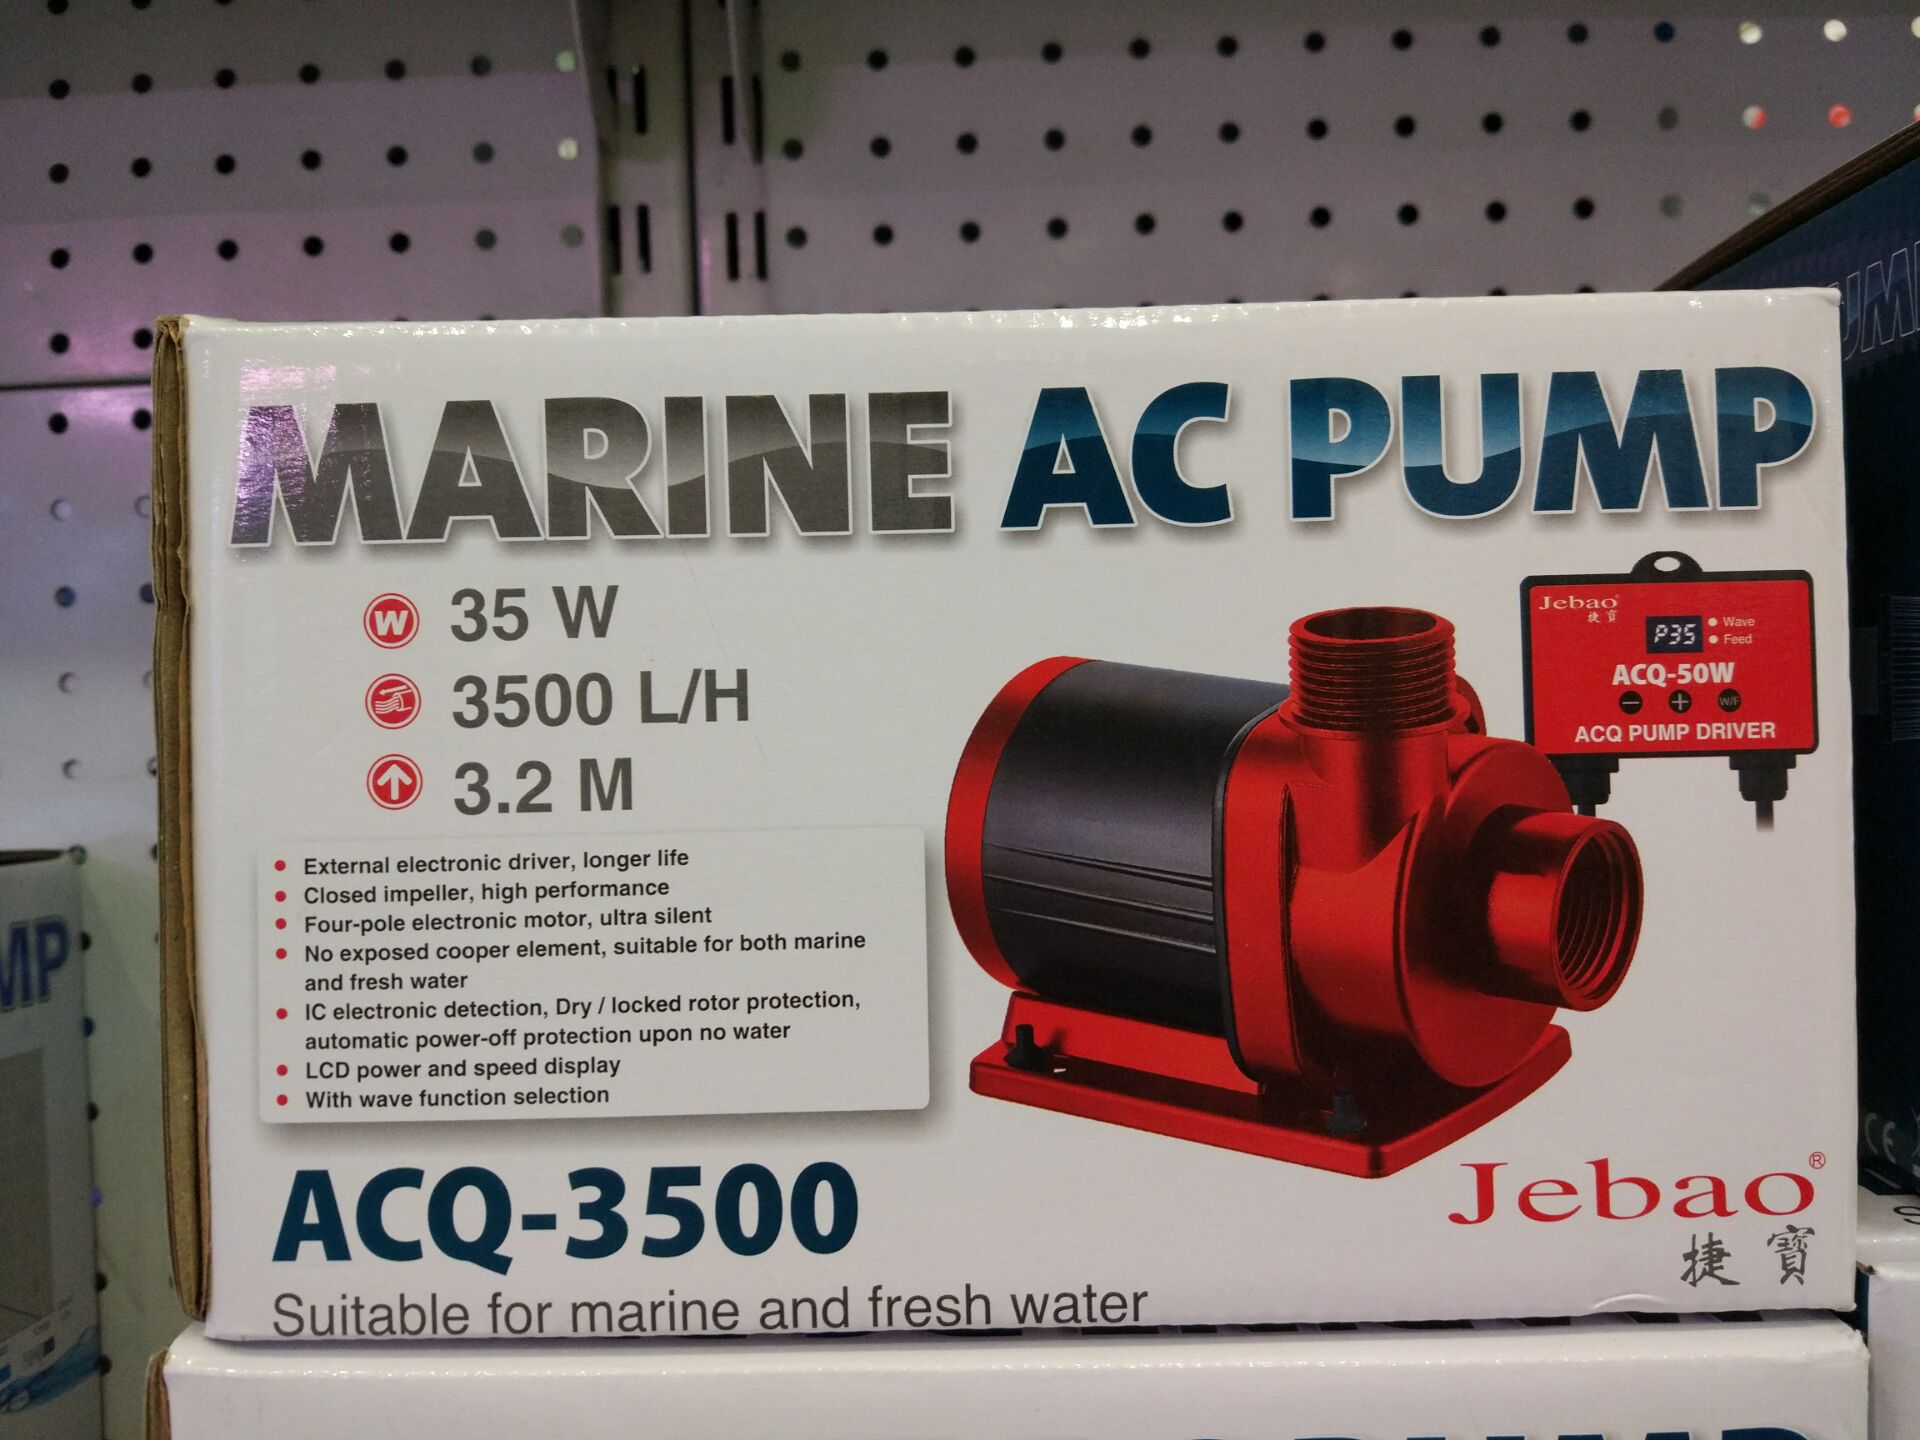 MARINE AC PUMP
W 35 W
3500 L/H
3.2 M
Jebao®
捷寶
P35
Wave
Feed
ACQ-50W
− + W/F
ACQ PUMP DRIVER
• External electronic driver, longer life
• Closed impeller, high performance
• Four-pole electronic motor, ultra silent
• No exposed cooper element, suitable for both marine
and fresh water
• IC electronic detection, Dry / locked rotor protection,
automatic power-off protection upon no water
• LCD power and speed display
• With wave function selection
ACQ-3500
Suitable for marine and fresh water
Jebao®
捷寶
MP
UM
CE